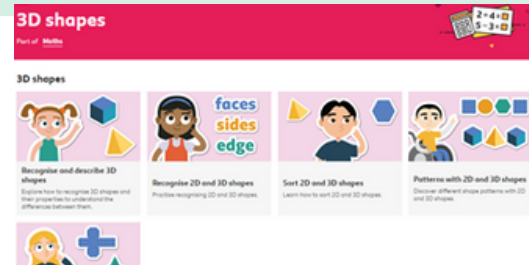 3D shapes
Part of Maths
2+4=
5-3=
3D shapes
faces
sides
edge
Recognise and describe 3D
shapes
Explore how to recognise 3D shapes and
their properties to understand the
differences between them.
Recognise 2D and 3D shapes
Practise recognising 2D and 3D shapes.
Sort 2D and 3D shapes
Learn how to sort 2D and 3D shapes.
Patterns with 2D and 3D shapes
Discover different shape patterns with 2D
and 3D shapes.